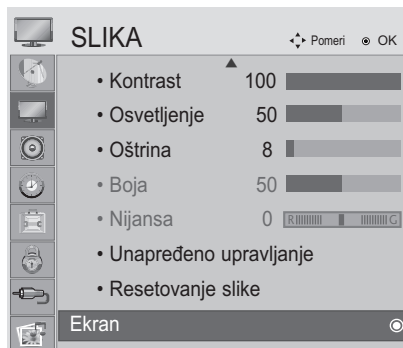 SLIKA Pomeri OK
• Kontrast 100
• Osvetljenje 50
• Oštrina 8
• Boja 50
• Nijansa 0 R G
• Unapređeno upravljanje
• Resetovanje slike
Ekran